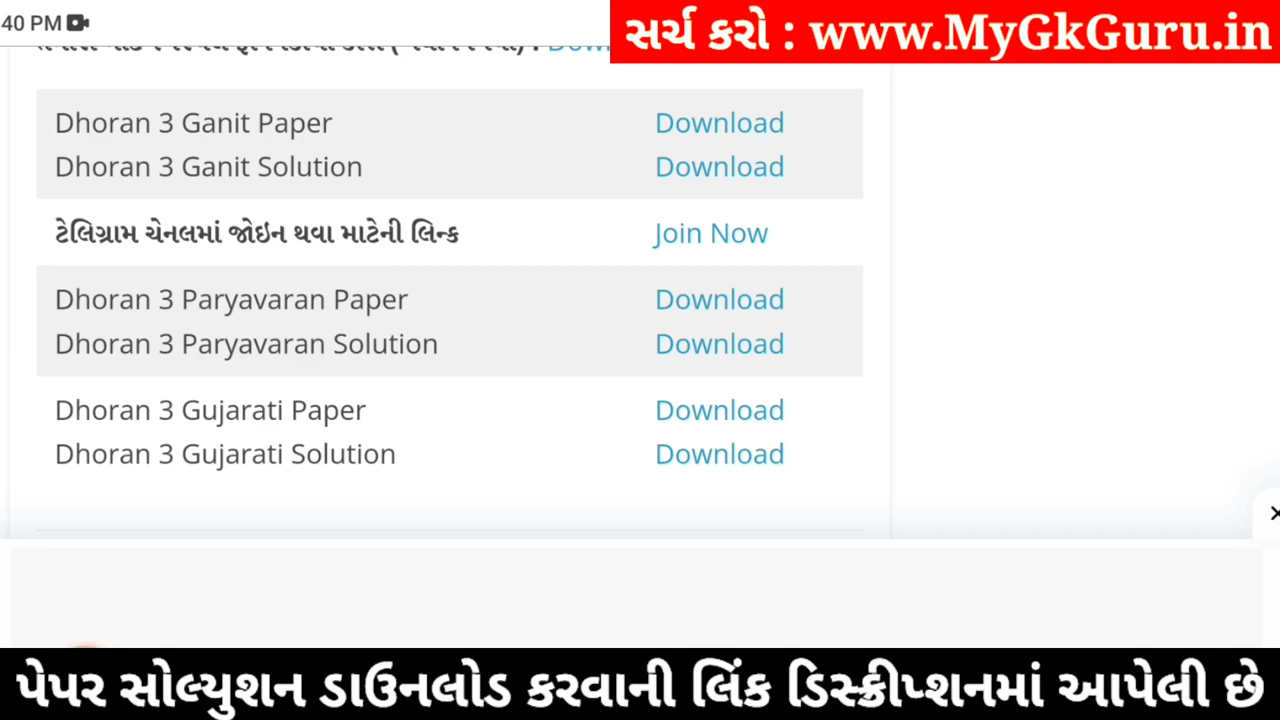 40 PM
સર્ચ કરો : www.MyGkGuru.in
Dhoran 3 Ganit Paper Download
Dhoran 3 Ganit Solution Download
ટેલિગ્રામ ચેનલમાં જોઇન થવા માટેની લિન્ક Join Now
Dhoran 3 Paryavaran Paper Download
Dhoran 3 Paryavaran Solution Download
Dhoran 3 Gujarati Paper Download
Dhoran 3 Gujarati Solution Download
પેપર સોલ્યુશન ડાઉનલોડ કરવાની લિંક ડિસ્ક્રીપ્શનમાં આપેલી છે